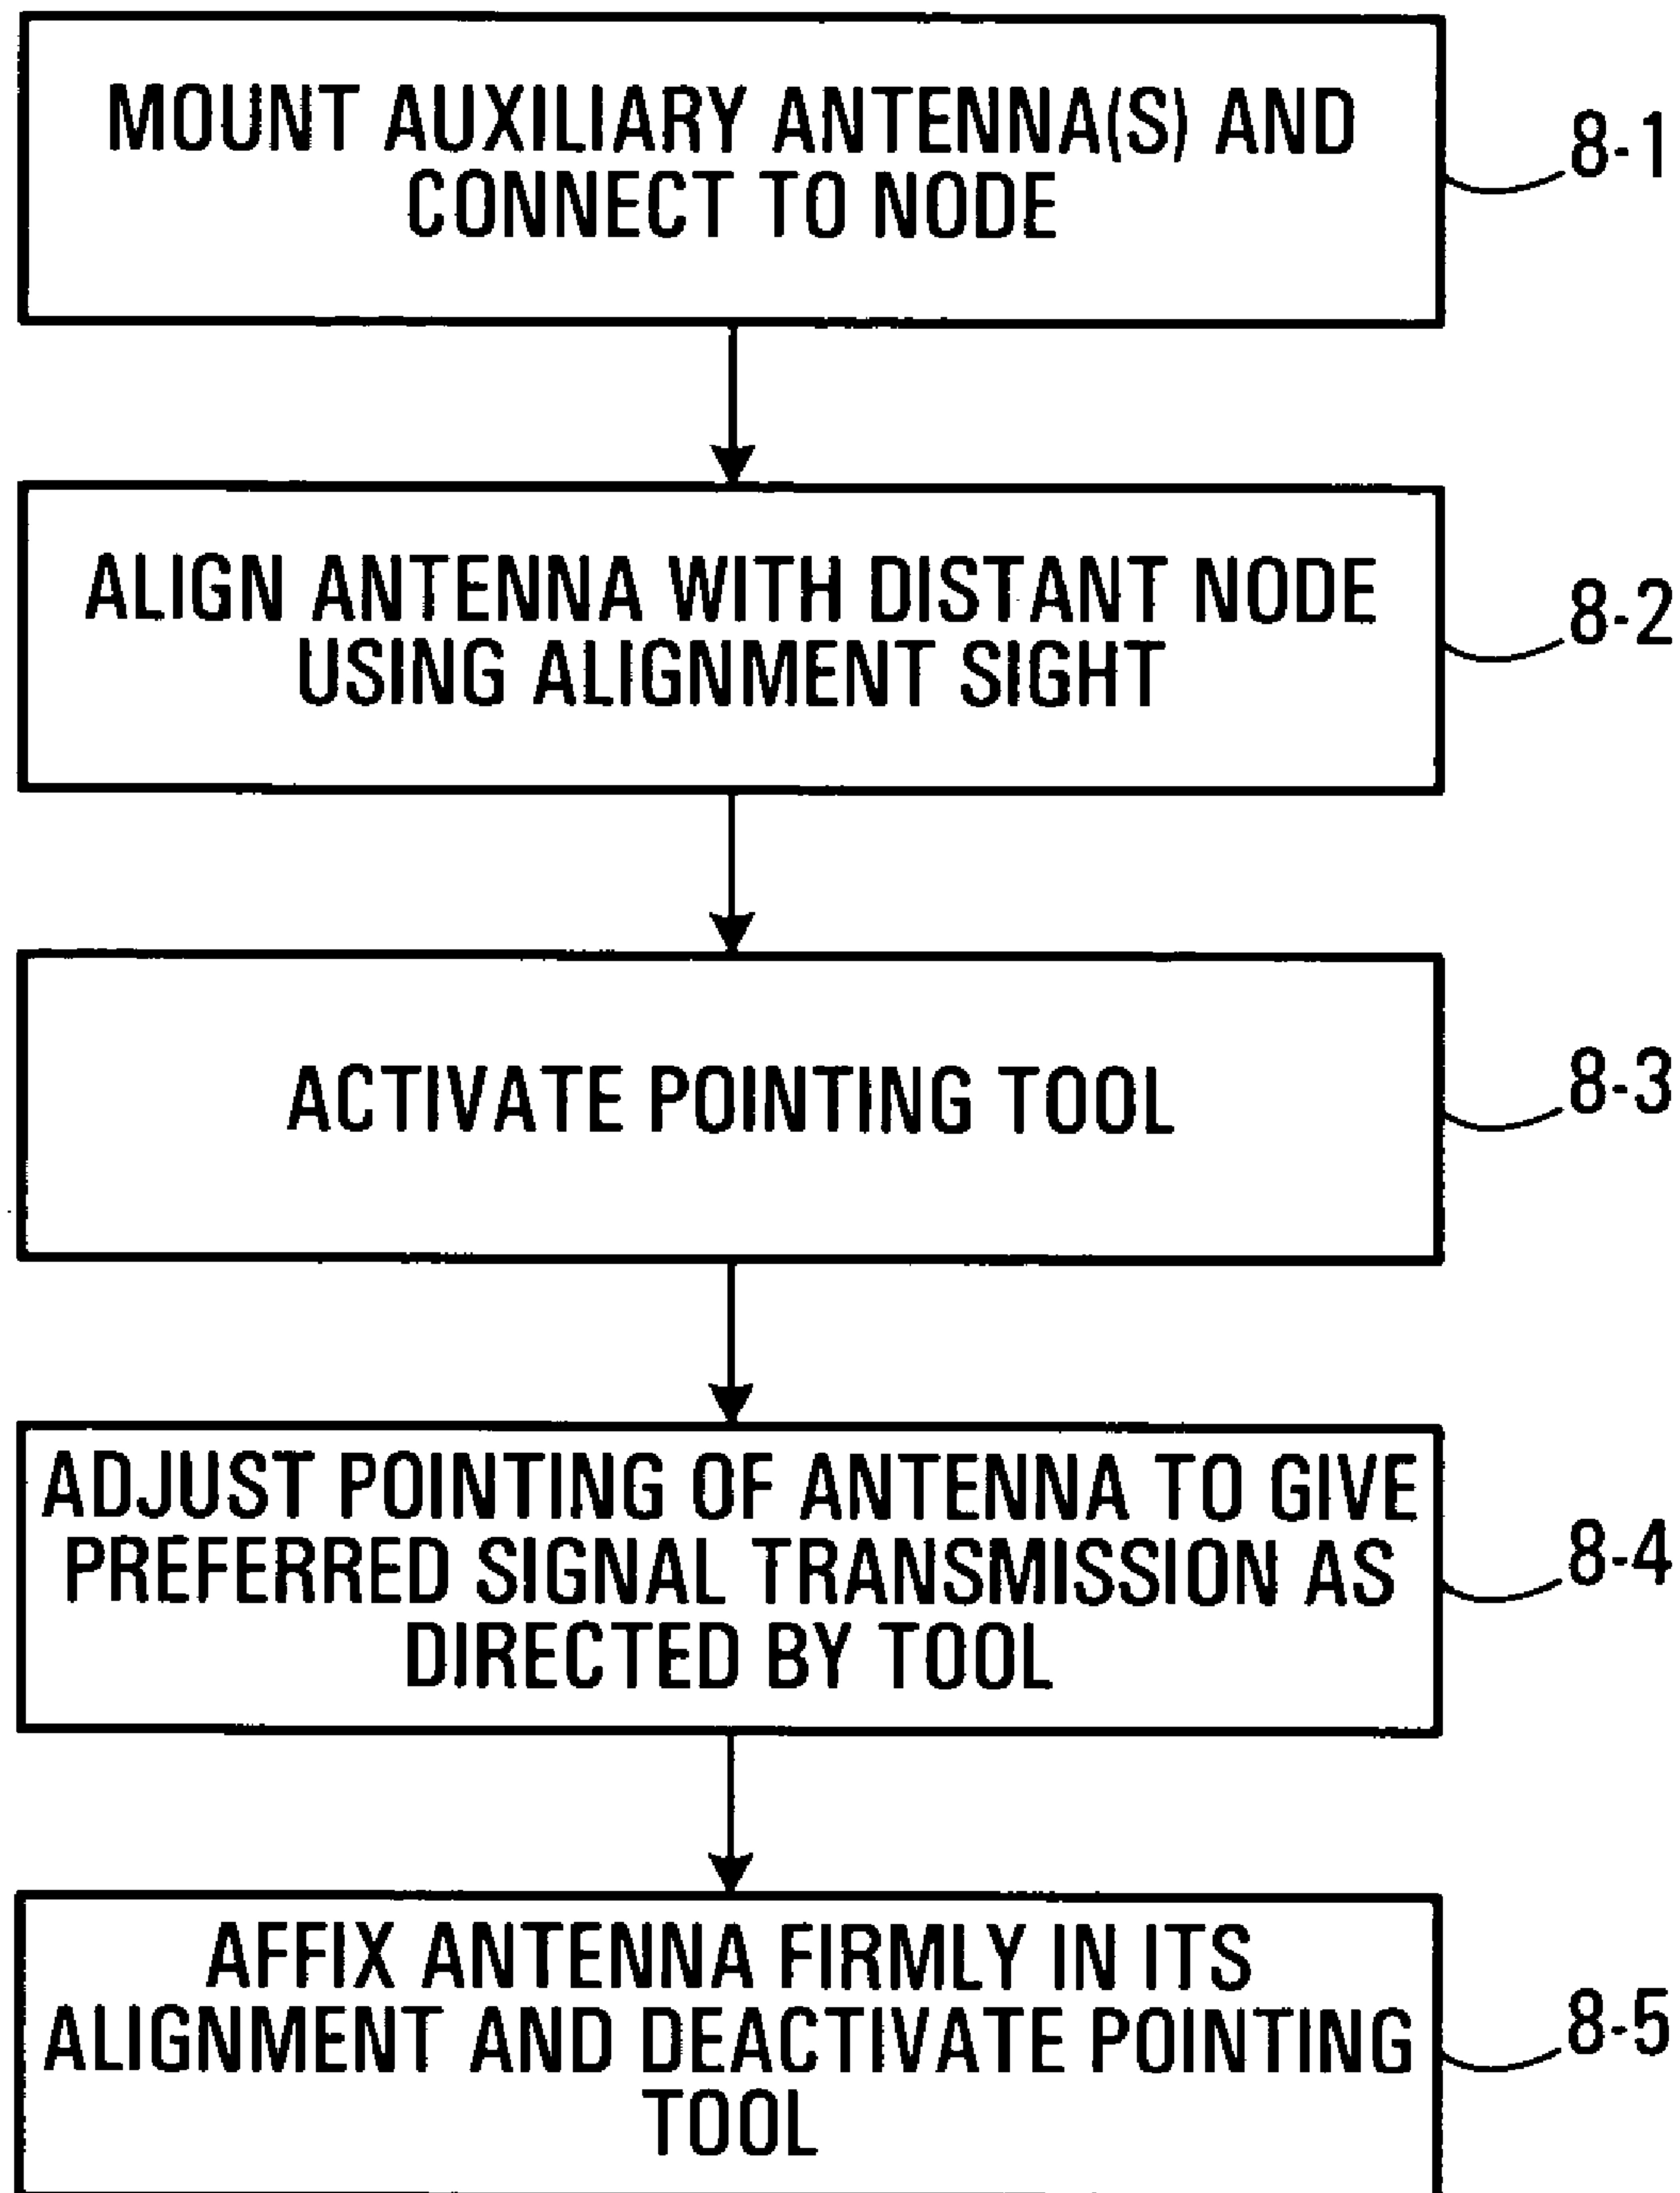 MOUNT AUXILIARY ANTENNA(S) AND
CONNECT TO NODE
8-1
ALIGN ANTENNA WITH DISTANT NODE
USING ALIGNMENT SIGHT
8-2
ACTIVATE POINTING TOOL
8-3
ADJUST POINTING OF ANTENNA TO GIVE
PREFERRED SIGNAL TRANSMISSION AS
DIRECTED BY TOOL
8-4
AFFIX ANTENNA FIRMLY IN ITS
ALIGNMENT AND DEACTIVATE POINTING
TOOL
8-5